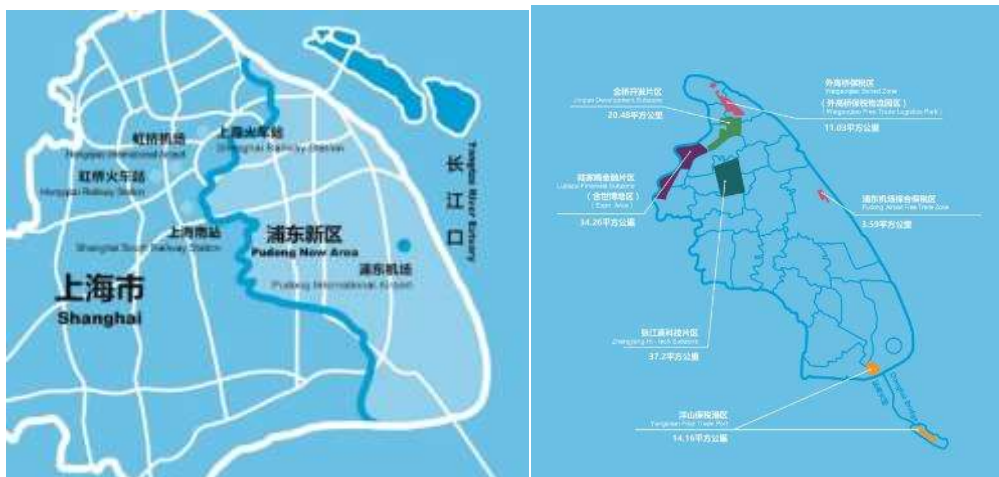 虹桥机场
Hongqiao International Airport
上海火车站
Shanghai Railway Station
虹桥火车站
Hongqiao Railway Station
上海南站
Shanghai South Railway Station
浦东新区
Pudong New Area
浦东机场
Pudong International Airport
上海市
Shanghai
长江口
Yangtze River Estuary
金桥开发片区
Jinqiao Development Subzone
20.48平方公里
外高桥保税区
Waigaoqiao Bonded Zone
（外高桥保税物流园区）
(Waigaoqiao Free Trade Logistics Park)
11.03平方公里
陆家嘴金融片区
Lujiazui Financial Subzone
（含世博地区）
(Expo Area)
34.26平方公里
浦东机场综合保税区
Pudong Airport Free Trade Zone
3.59平方公里
张江高科技片区
Zhangjiang Hi-tech Subzone
37.2平方公里
洋山保税港区
Yangshan Free Trade Port
14.16平方公里
Donghai Bridge